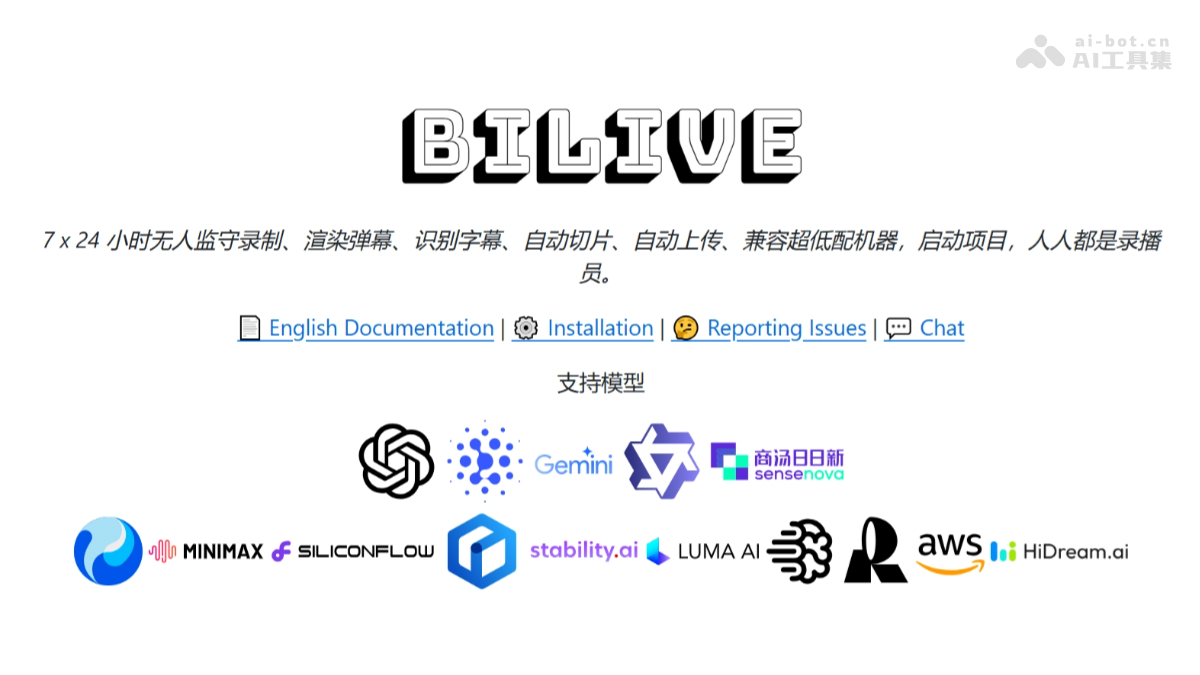 ai-bot.cn
AI工具集
BILIVE
7 x 24 小时无人监守录制、渲染弹幕、识别字幕、自动切片、自动上传、兼容超低配机器，启动项目，人人都是录播
员。
English Documentation | Installation | Reporting Issues | Chat
支持模型
Gemini 商汤日日新
sensenova
MINIMAX SILICONFLOW stability.ai LUMA AI aws HiDream.ai